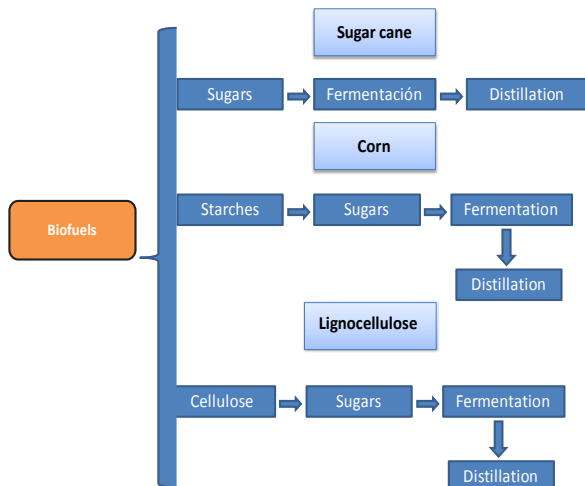 Sugar cane
Sugars
Fermentación
Distillation
Corn
Starches
Sugars
Fermentation
Biofuels
Distillation
Lignocellulose
Cellulose
Sugars
Fermentation
Distillation